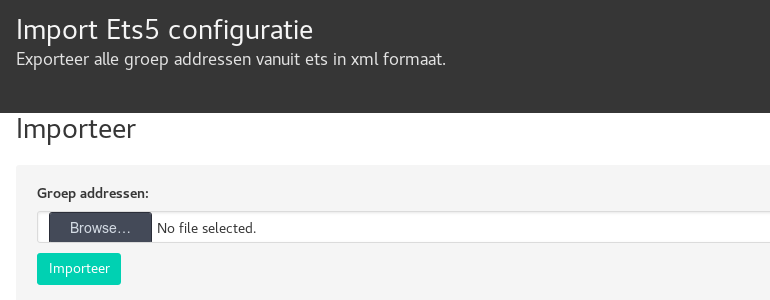 Import Ets5 configuratie
Exporteer alle groep addressen vanuit ets in xml formaat.
Importeer
Groep addressen:
Browse... No file selected.
Importeer